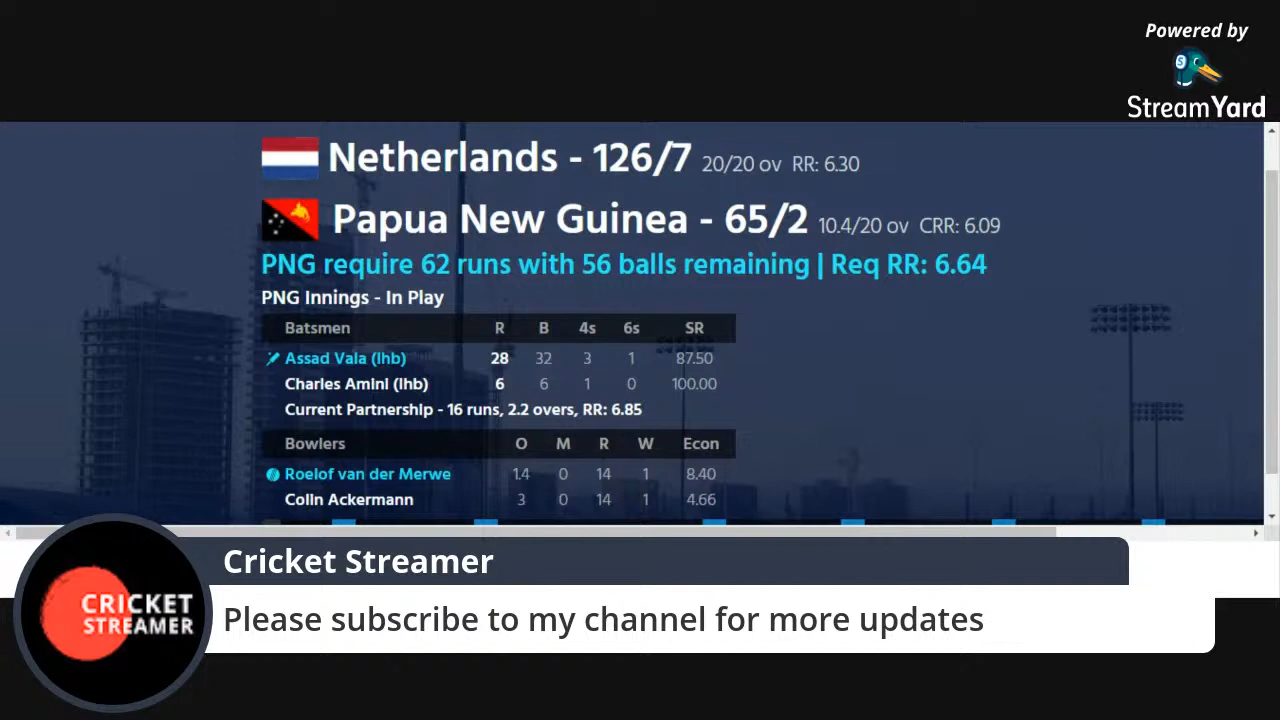 Powered by
StreamYard
Netherlands - 126/7 20/20 ov RR: 6.30
Papua New Guinea - 65/2 10.4/20 ov CRR: 6.09
PNG require 62 runs with 56 balls remaining | Req RR: 6.64
PNG Innings - In Play
Batsmen R B 4s 6s SR
Assad Vala (lhb) 28 32 3 1 87.50
Charles Amini (lhb) 6 6 1 0 100.00
Current Partnership - 16 runs, 2.2 overs, RR: 6.85
Bowlers O M R W Econ
Roelof van der Merwe 1.4 0 14 1 8.40
Colin Ackermann 3 0 14 1 4.66
Cricket Streamer
CRICKET
STREAMER
Please subscribe to my channel for more updates